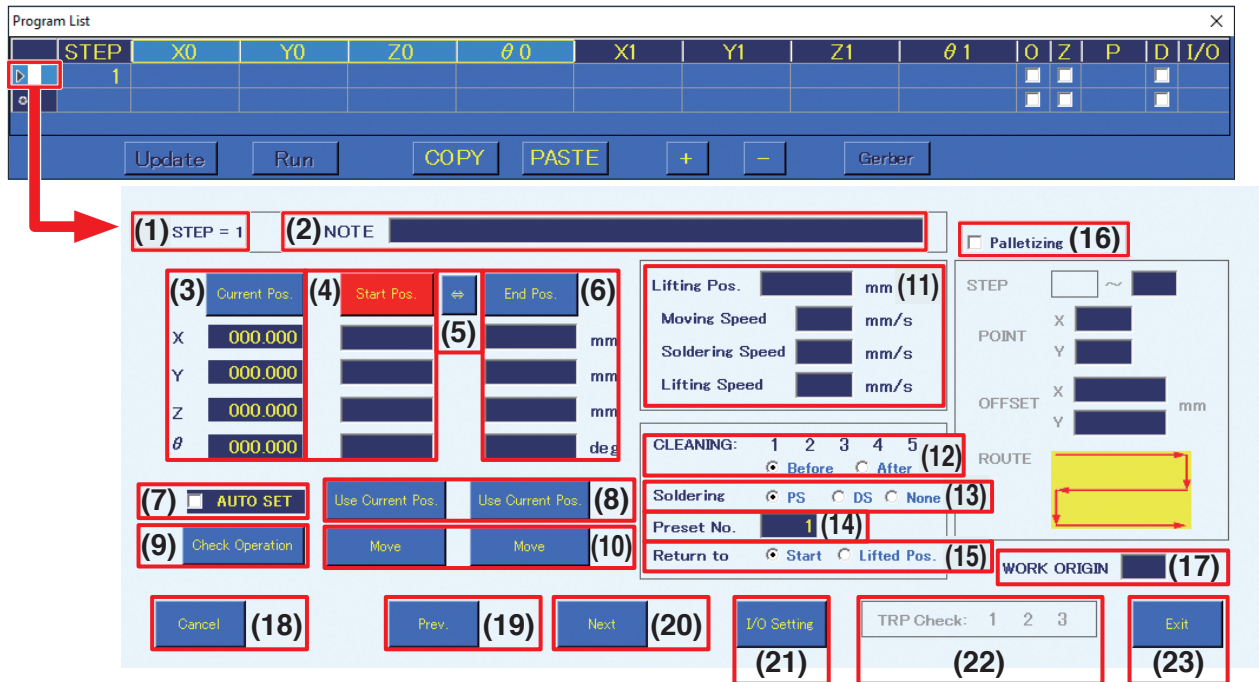 Program List
STEP X0 Y0 Z0 θ0 X1 Y1 Z1 θ1 O Z P D I/O
1
Update Run COPY PASTE + − Gerber
(1) STEP = 1 (2) NOTE
Palletizing (16)
(3) Current Pos. (4) Start Pos. ⇔ (5) End Pos. (6)
X 000.000 mm
Y 000.000 mm
Z 000.000 mm
θ 000.000 deg
Lifting Pos. mm (11)
Moving Speed mm/s
Soldering Speed mm/s
Lifting Speed mm/s
STEP ~
POINT X
Y
OFFSET X
Y mm
ROUTE
CLEANING: 1 2 3 4 5 (12)
Before After
(7) AUTO SET Use Current Pos. Use Current Pos. (8)
Soldering PS DS None (13)
Preset No. 1 (14)
(9) Check Operation Move Move (10)
Return to Start Lifted Pos. (15)
WORK ORIGIN (17)
Cancel (18) Prev. (19) Next (20) I/O Setting (21) TRP Check: 1 2 3 (22) Exit (23)